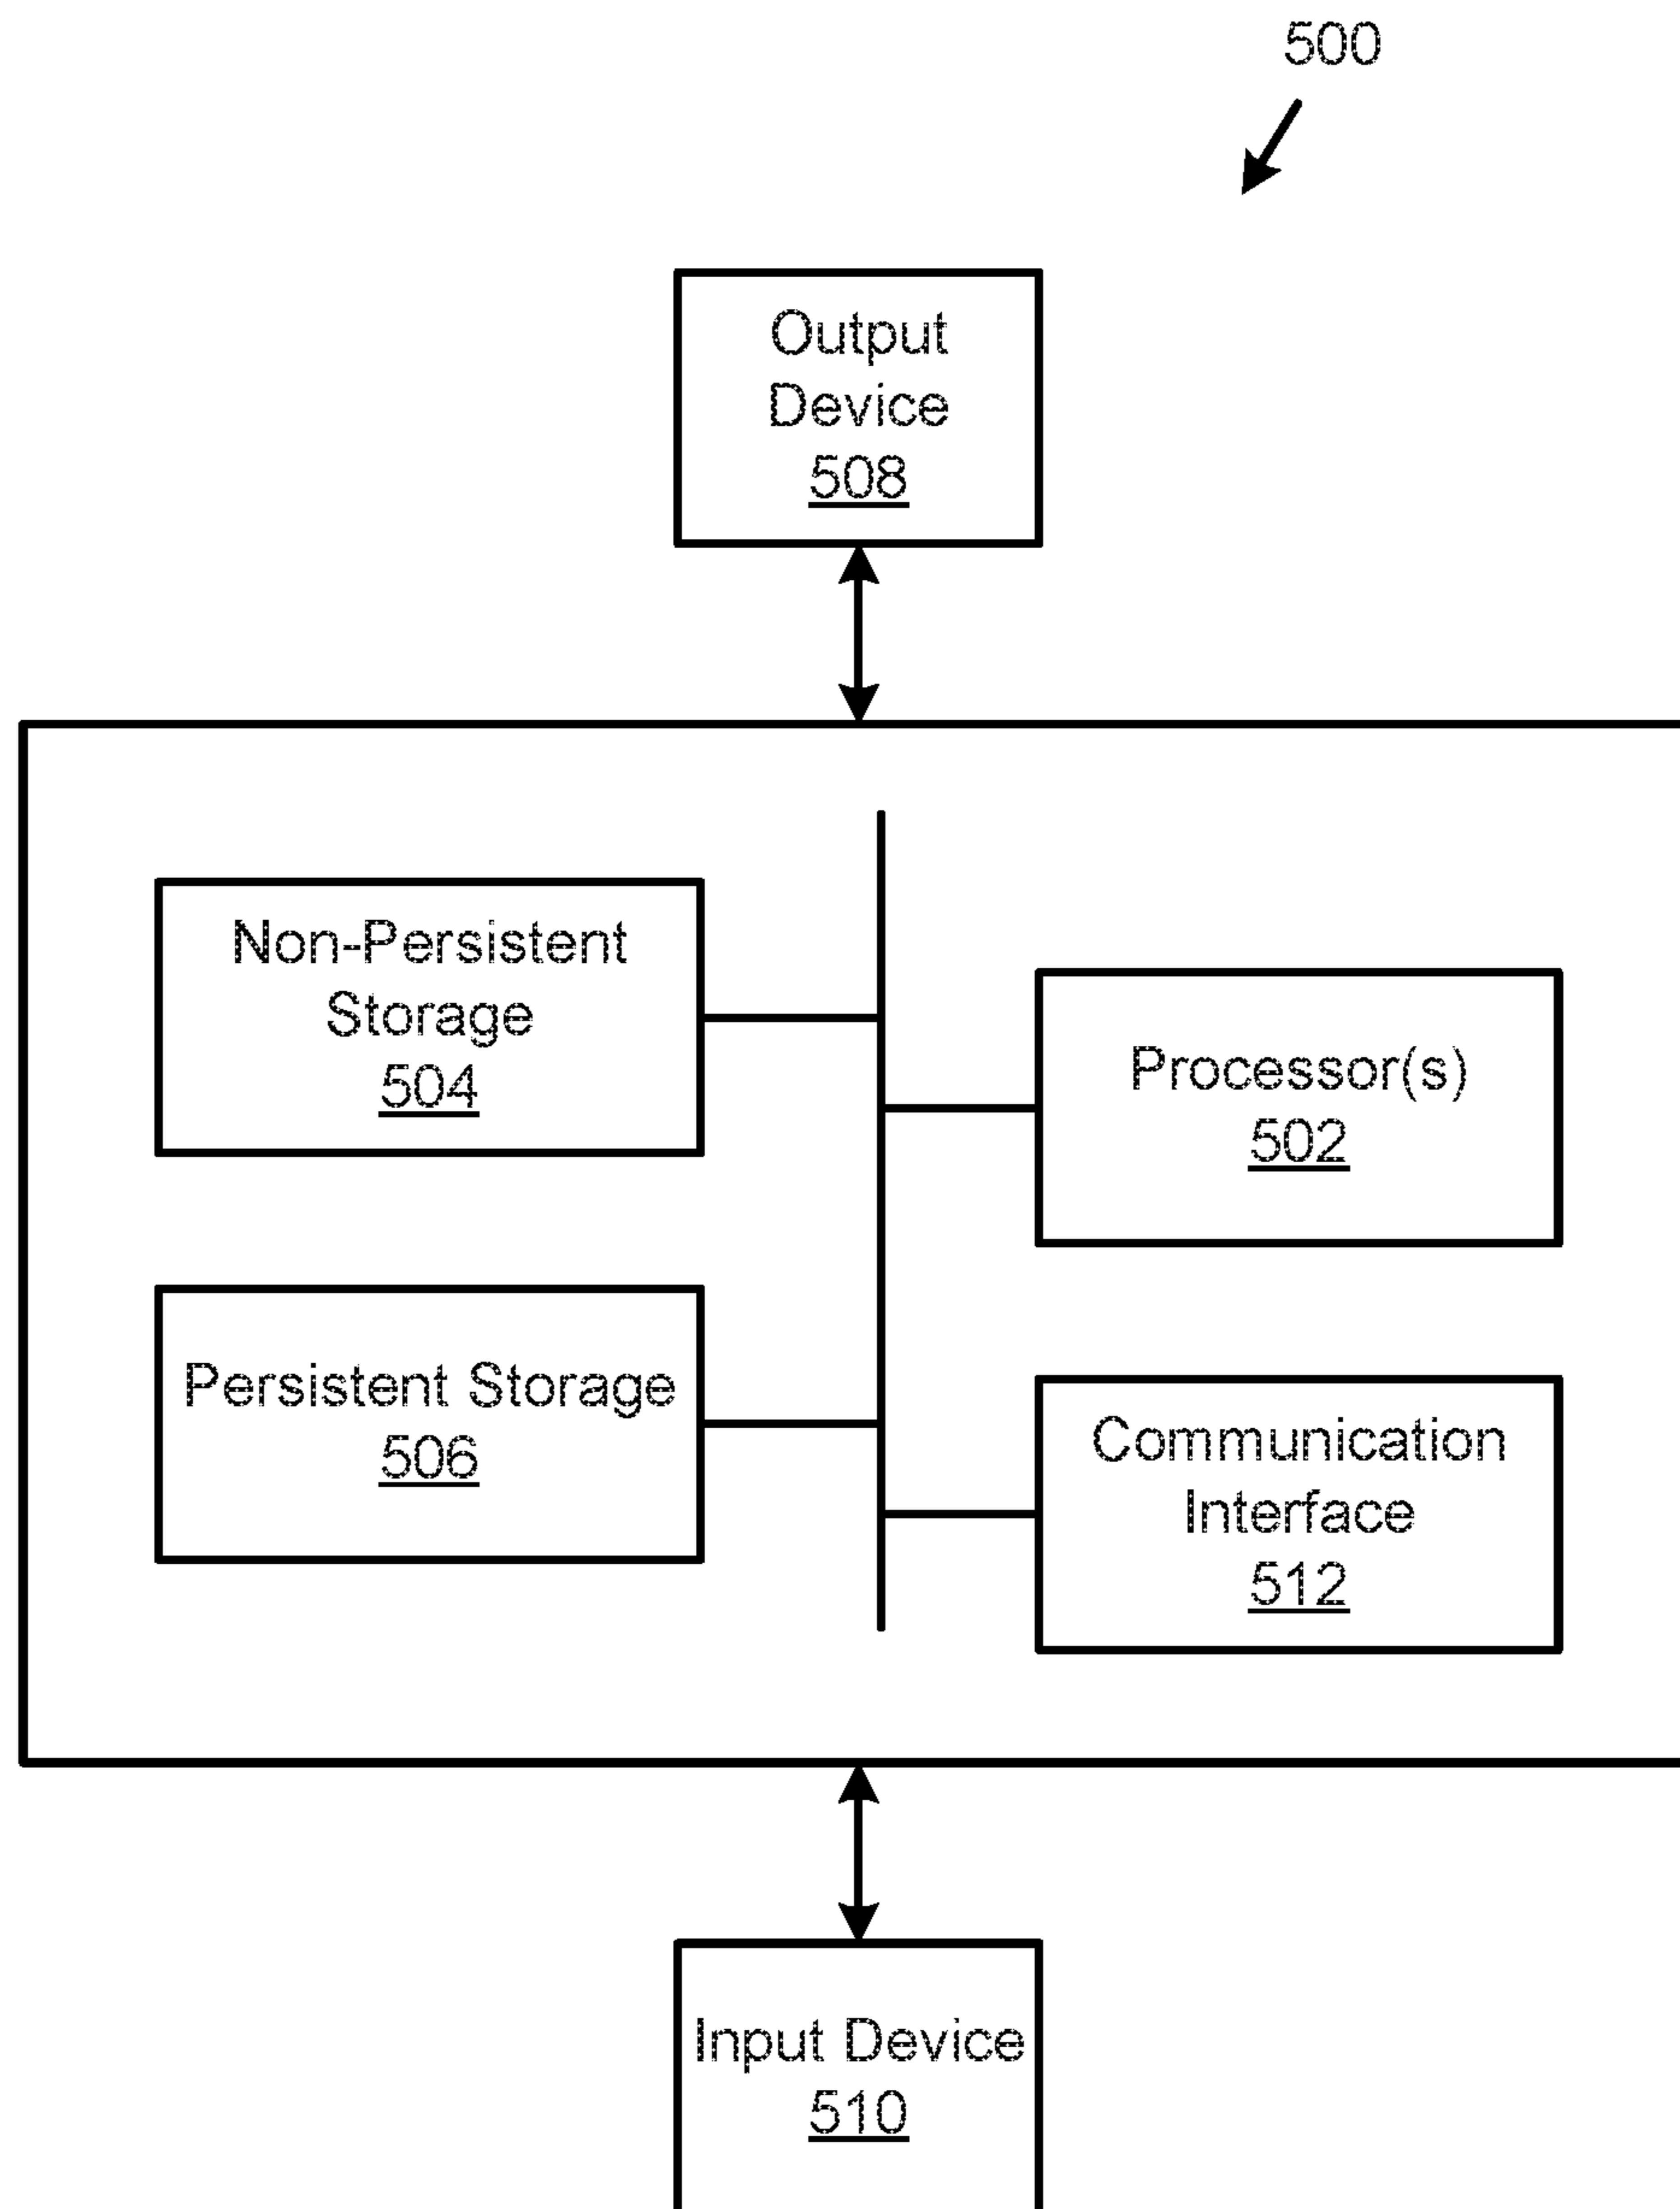 500
Output
Device
508
Non-Persistent
Storage
504
Processor(s)
502
Persistent Storage
506
Communication
Interface
512
Input Device
510